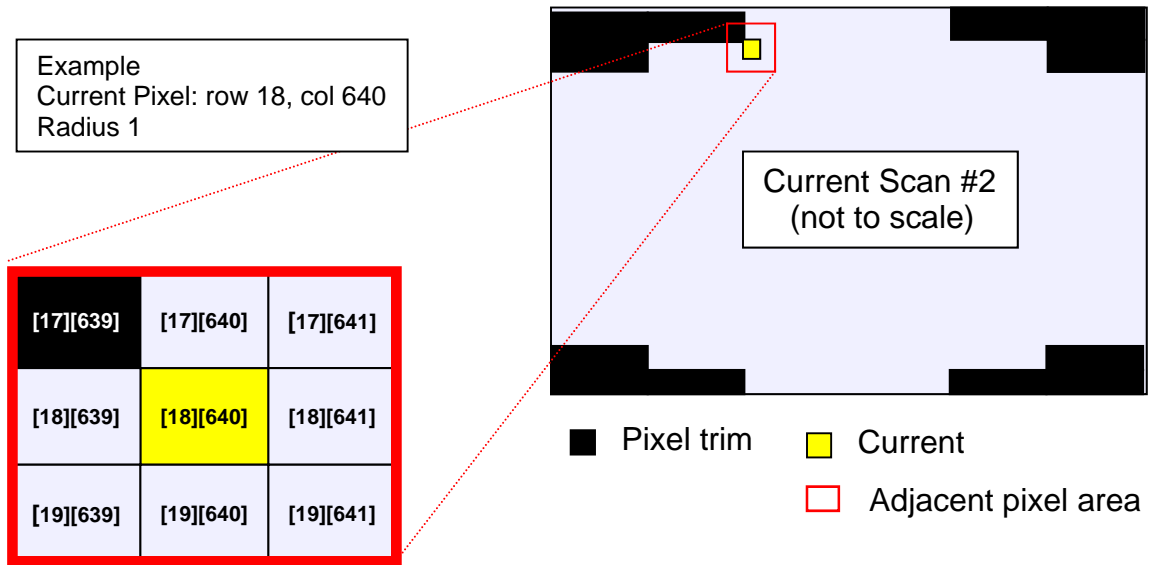 Example
Current Pixel: row 18, col 640
Radius 1
Current Scan #2
(not to scale)
[17][639] [17][640] [17][641]
[18][639] [18][640] [18][641]
[19][639] [19][640] [19][641]
Pixel trim
Current
Adjacent pixel area